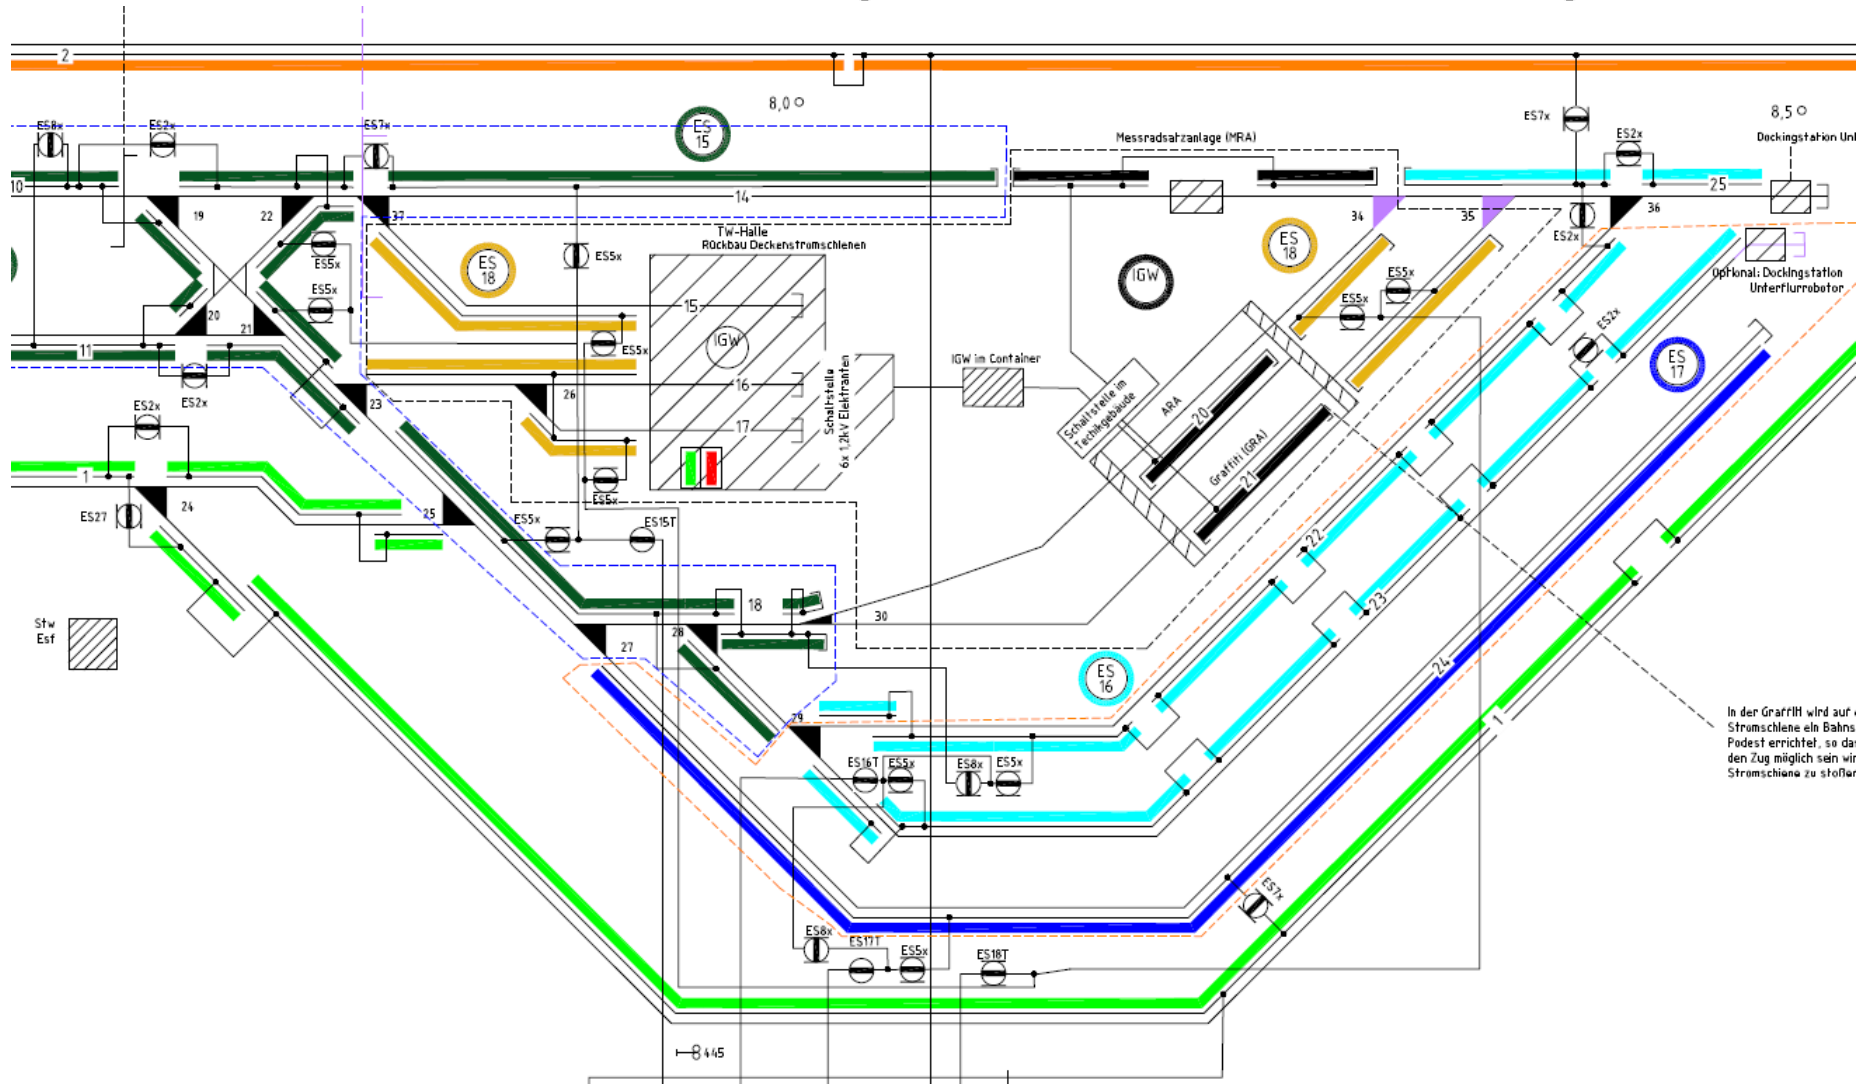 2
8,0
8,5
ES8x
ES2x
ES7x
ES
15
Messradsatzanlage (MRA)
ES7x
ES2x
10
14
25
19
22
37
34
35
36
TW-Halle
Rückbau Deckenstromschienen
ES
18
ES
18
ES5x
ES5x
ES2x
IGW
Optional: Dockingstation
Unterflurrobotor
ES5x
ES5x
ES5x
20
21
15
IGW
ES5x
ES2x
11
ES2x
23
16
26
17
Schaltstelle
6x 1,2kV Elektranten
IGW im Container
Schaltstelle im
Techikgebäude
ARA
20
Graffiti (GRA)
21
ES
17
ES2x
1
24
25
ES27
ES5x
ES5x
ES15T
22
23
24
1
18
30
27
28
29
Stw
Esf
ES
16
ES16T
ES5x
ES8x
ES5x
ES7x
ES8x
ES17T
ES5x
ES18T
In der Graffiti wird auf
Stromschiene ein Bahns
Podest errichtet, so da
den Zug möglich sein wir
Stromschiene zu stoßen
445